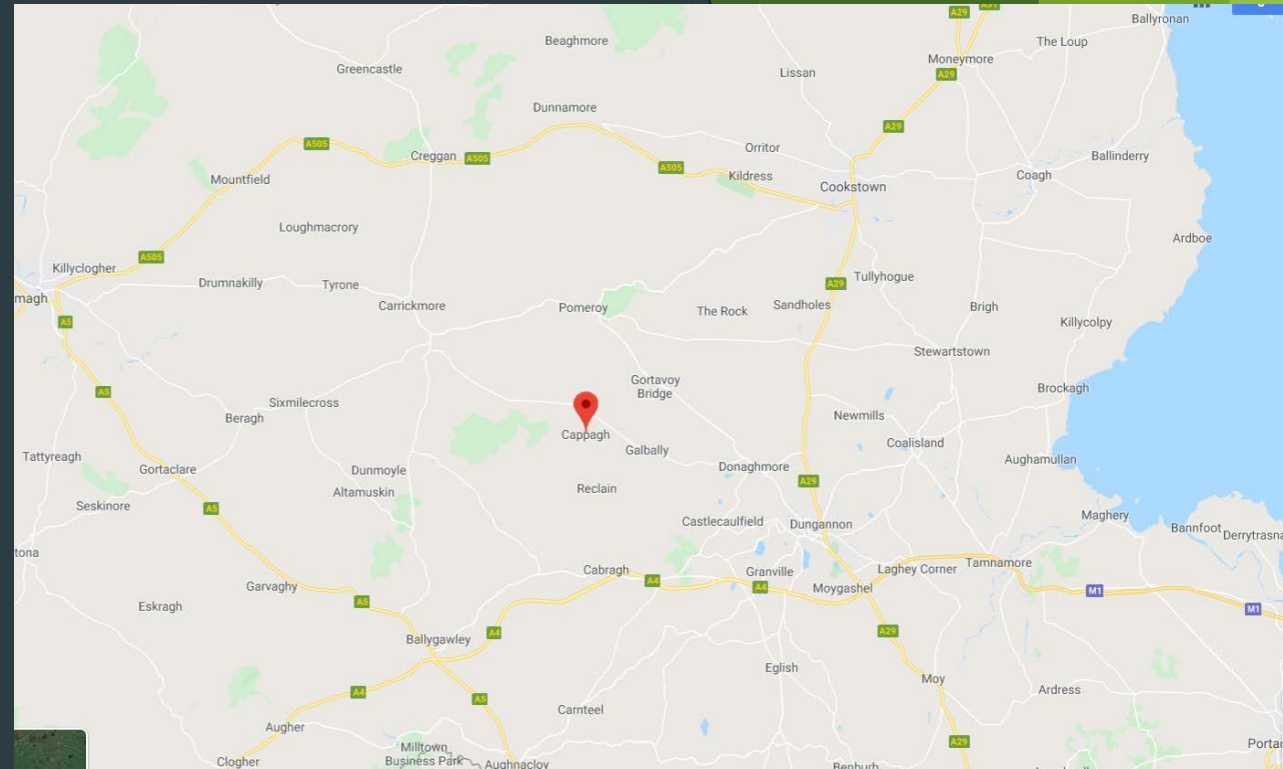 A29
A31
Ballyronan
Beaghmore
The Loup
Greencastle
Moneymore
Lissan
A29
Dunnamore
A29
A505
Orritor
Creggan
A505
Ballinderry
A505
Kildress
Coagh
Mountfield
Cookstown
Loughmacrory
Ardboe
A505
Killyclogher
Drumnakilly
Tyrone
A29
Tullyhogue
magh
Carrickmore
Pomeroy
The Rock
Sandholes
Brigh
A5
Killycolpy
Stewartstown
Gortavoy
Bridge
Brockagh
A5
Sixmilecross
Beragh
Newmills
Cappagh
Coalisland
Tattyreagh
Galbally
Gortaclare
Dunmoyle
Donaghmore
Aughamullan
A29
Altamuskin
Reclain
Seskinore
A5
Maghery
Castlecaulfield
Dungannon
Bannfoot
Derrytrasna
tona
Cabragh
Granville
Laghey Corner
Tamnamore
A4
A4
Garvaghy
Moygashel
M1
A5
Eskragh
M1
Ballygawley
A4
A29
Eglish
Moy
A4
A5
Ardress
Carnteel
Augher
A29
Milltown
Business Park
Clogher
Aughnacloy
Benburb
Portad